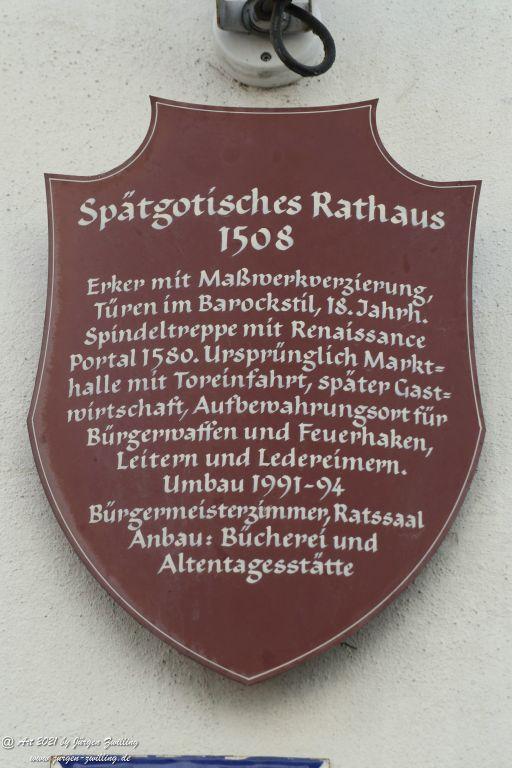 Spätgotisches Rathaus
1508
Erker mit Maßwerkverzierung,
Türen im Barockstil, 18. Jahrh.
Spindeltreppe mit Renaissance
Portal 1580. Ursprünglich Markt=
halle mit Toreinfahrt, später Gast=
wirtschaft, Aufbewahrungsort für
Bürgerwaffen und Feuerhaken,
Leitern und Ledereimern.
Umbau 1991-94
Bürgermeisterzimmer, Ratssaal
Anbau: Bücherei und
Altentagesstätte
@ Art 2021 by Jürgen Zwilling
www.jurgen-zwilling.de